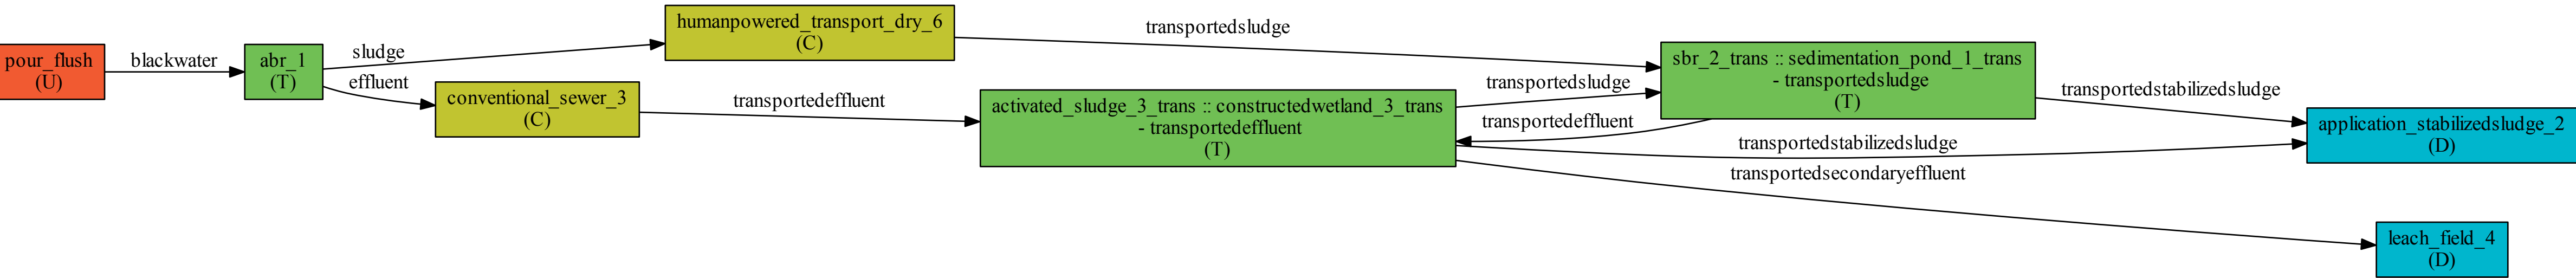 pour_flush
(U)
blackwater
abr_1
(T)
sludge
effluent
humanpowered_transport_dry_6
(C)
conventional_sewer_3
(C)
transportedsludge
transportedeffluent
activated_sludge_3_trans :: constructedwetland_3_trans
- transportedeffluent
(T)
transportedsludge
transportedeffluent
sbr_2_trans :: sedimentation_pond_1_trans
- transportedsludge
(T)
transportedstabilizedsludge
transportedstabilizedsludge
transportedsecondaryeffluent
application_stabilizedsludge_2
(D)
leach_field_4
(D)